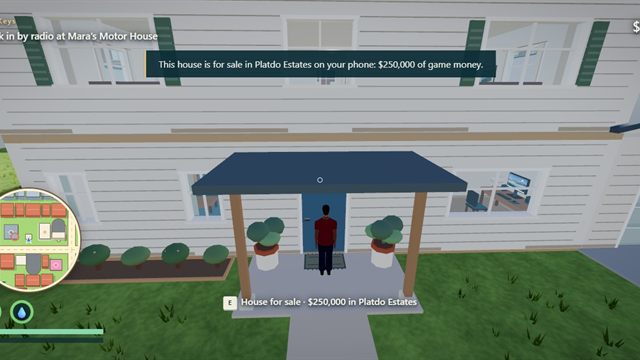 Keys
k in by radio at Mara's Motor House
$
This house is for sale in Platdo Estates on your phone: $250,000 of game money.
E House for sale · $250,000 in Platdo Estates